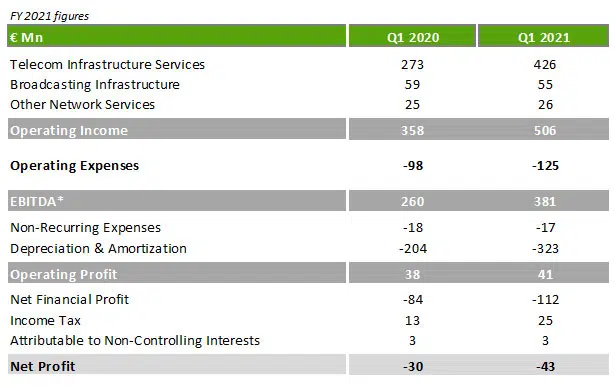 FY 2021 figures
€ Mn Q1 2020 Q1 2021
Telecom Infrastructure Services 273 426
Broadcasting Infrastructure 59 55
Other Network Services 25 26
Operating Income 358 506
Operating Expenses -98 -125
EBITDA* 260 381
Non-Recurring Expenses -18 -17
Depreciation & Amortization -204 -323
Operating Profit 38 41
Net Financial Profit -84 -112
Income Tax 13 25
Attributable to Non-Controlling Interests 3 3
Net Profit -30 -43